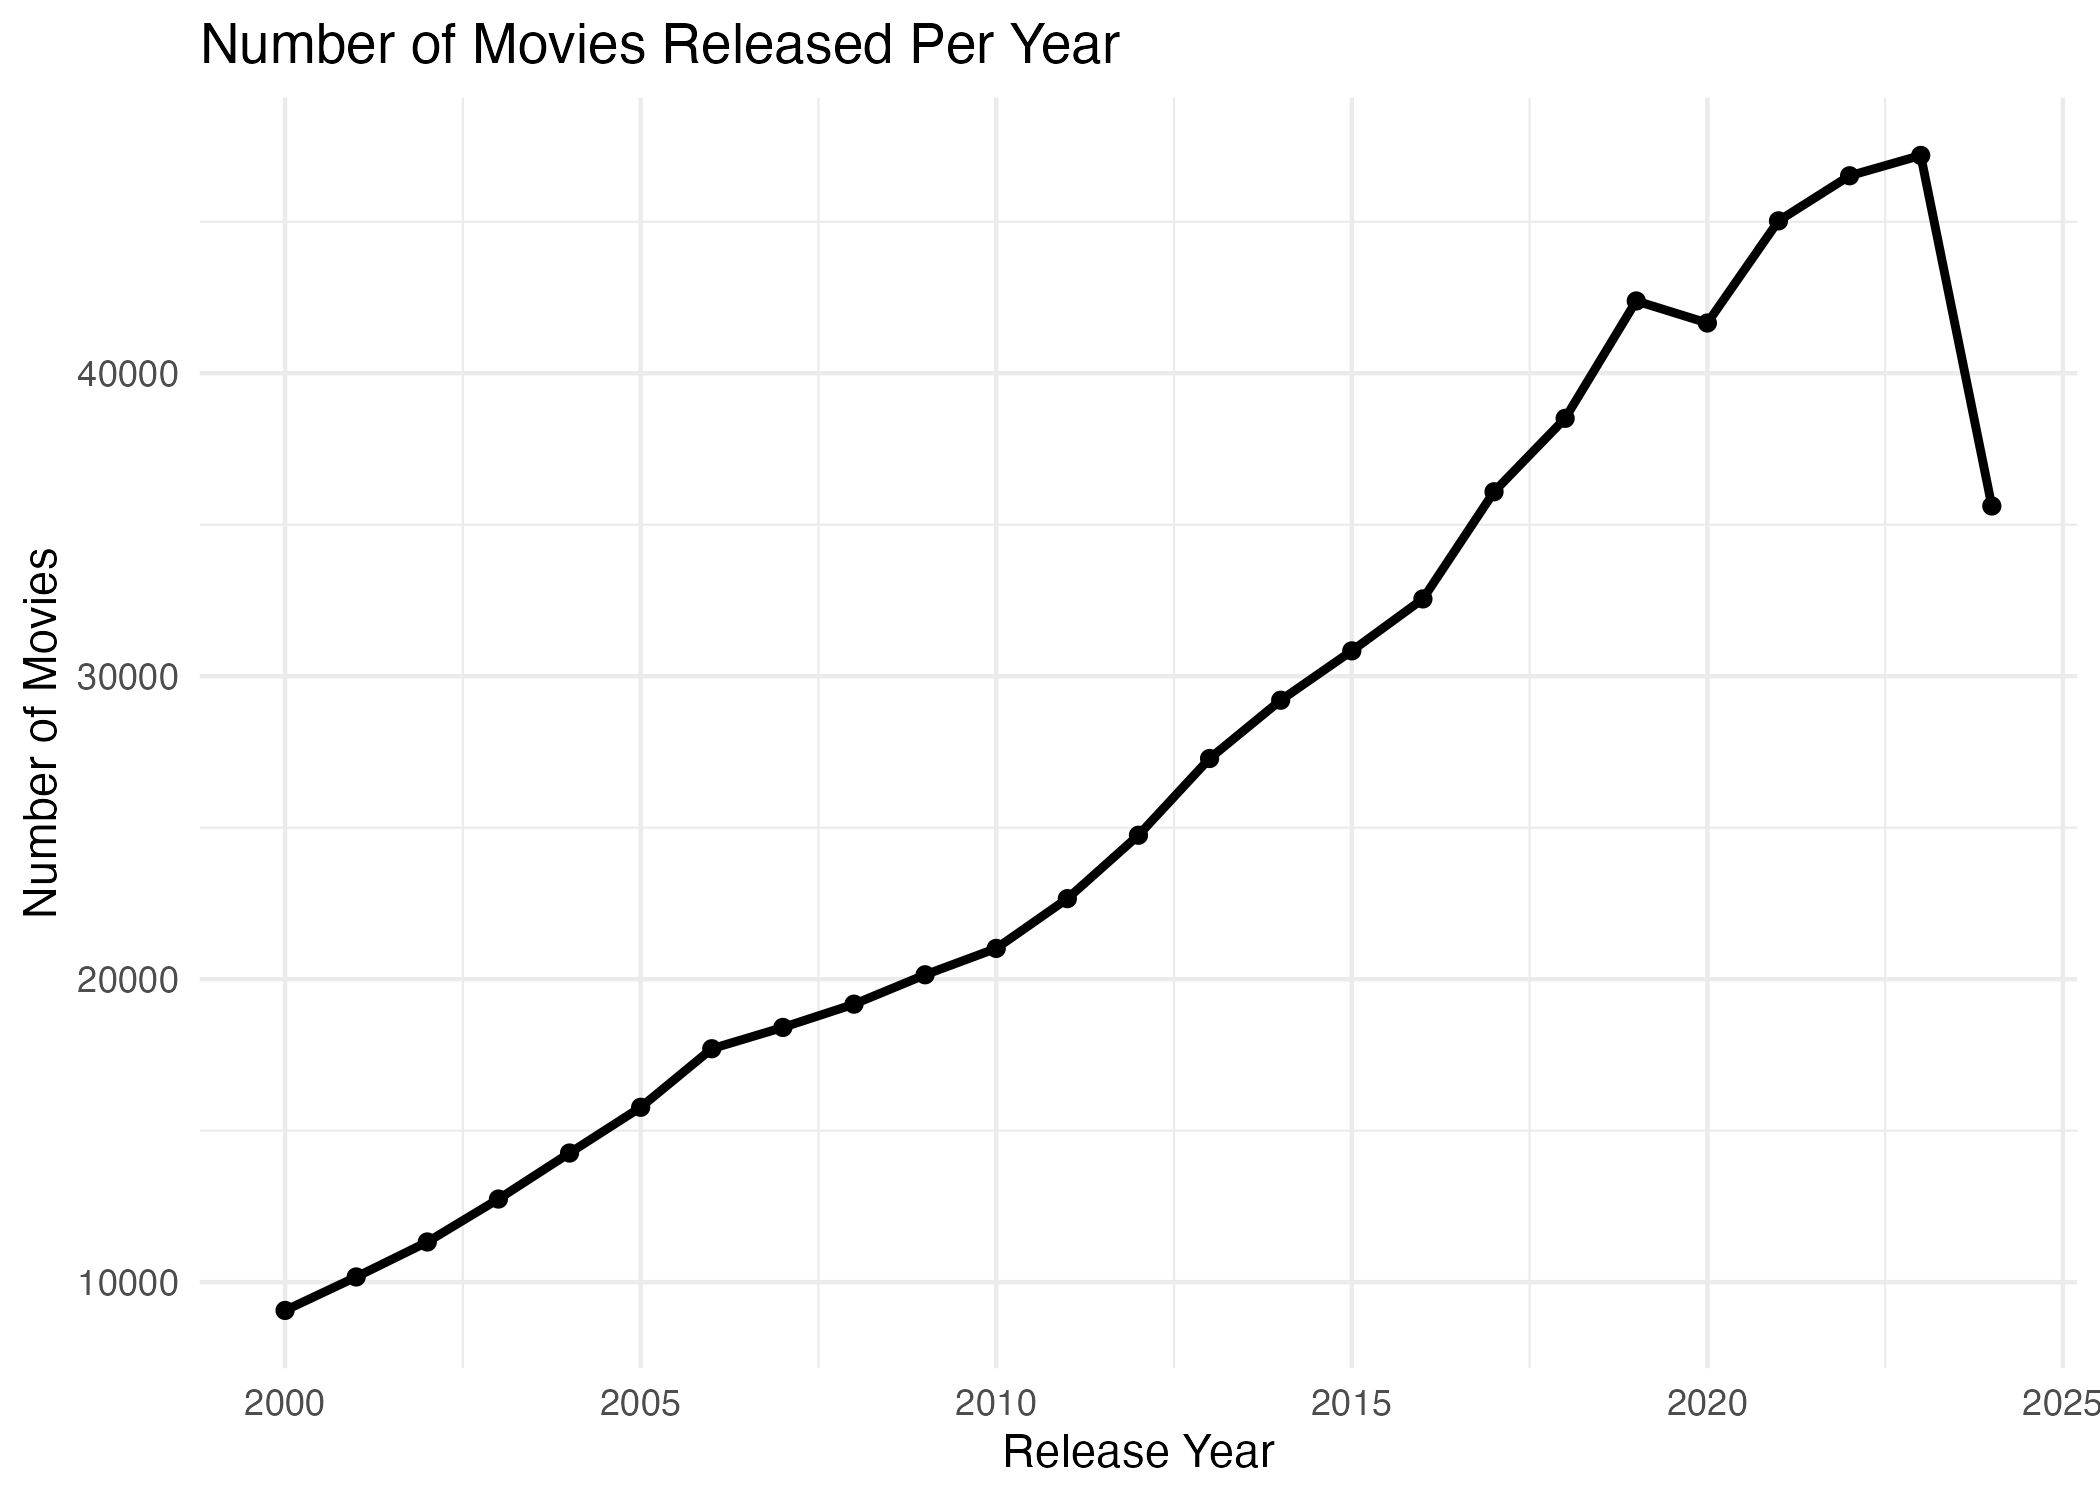 Number of Movies Released Per Year
Number of Movies
40000
30000
20000
10000
2000 2005 2010 2015 2020 2025
Release Year